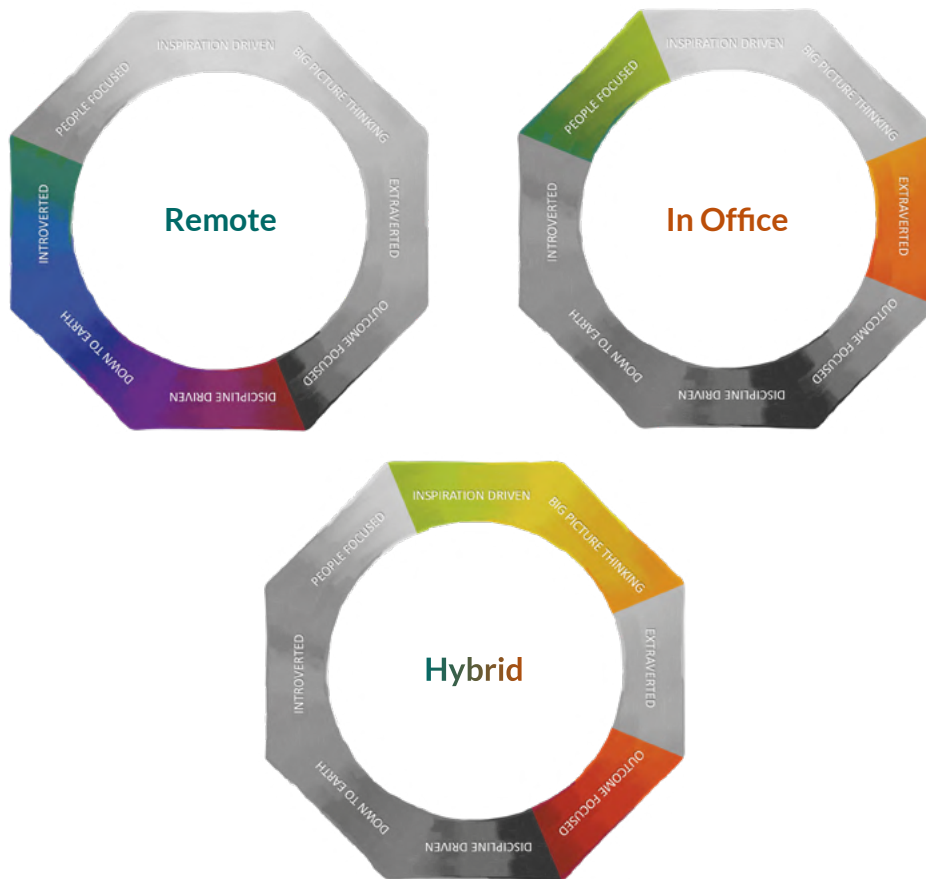 INSPIRATION DRIVEN
BIG PICTURE THINKING
EXTRAVERTED
OUTCOME FOCUSED
DISCIPLINE DRIVEN
DOWN TO EARTH
INTROVERTED
PEOPLE FOCUSED
Remote
INSPIRATION DRIVEN
BIG PICTURE THINKING
EXTRAVERTED
OUTCOME FOCUSED
DISCIPLINE DRIVEN
DOWN TO EARTH
INTROVERTED
PEOPLE FOCUSED
In Office
INSPIRATION DRIVEN
BIG PICTURE THINKING
EXTRAVERTED
OUTCOME FOCUSED
DISCIPLINE DRIVEN
DOWN TO EARTH
INTROVERTED
PEOPLE FOCUSED
Hybrid